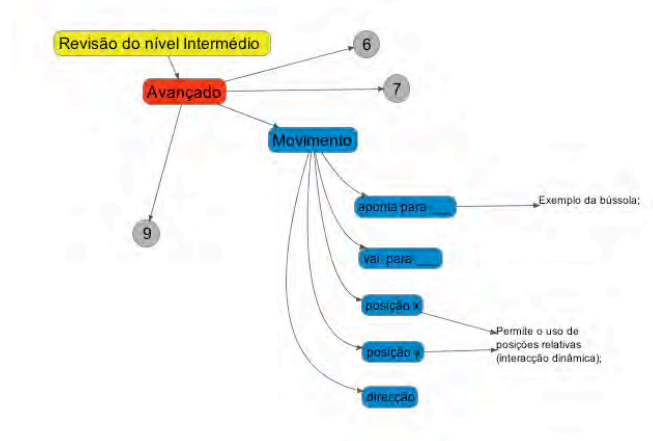 Revisão do nível Intermédio
6
Avançado
7
Movimento
aponta para ___
Exemplo da bússola;
9
vai para ___
posição x
Permite o uso de
posições relativas
(interacção dinâmica);
posição y
direcção